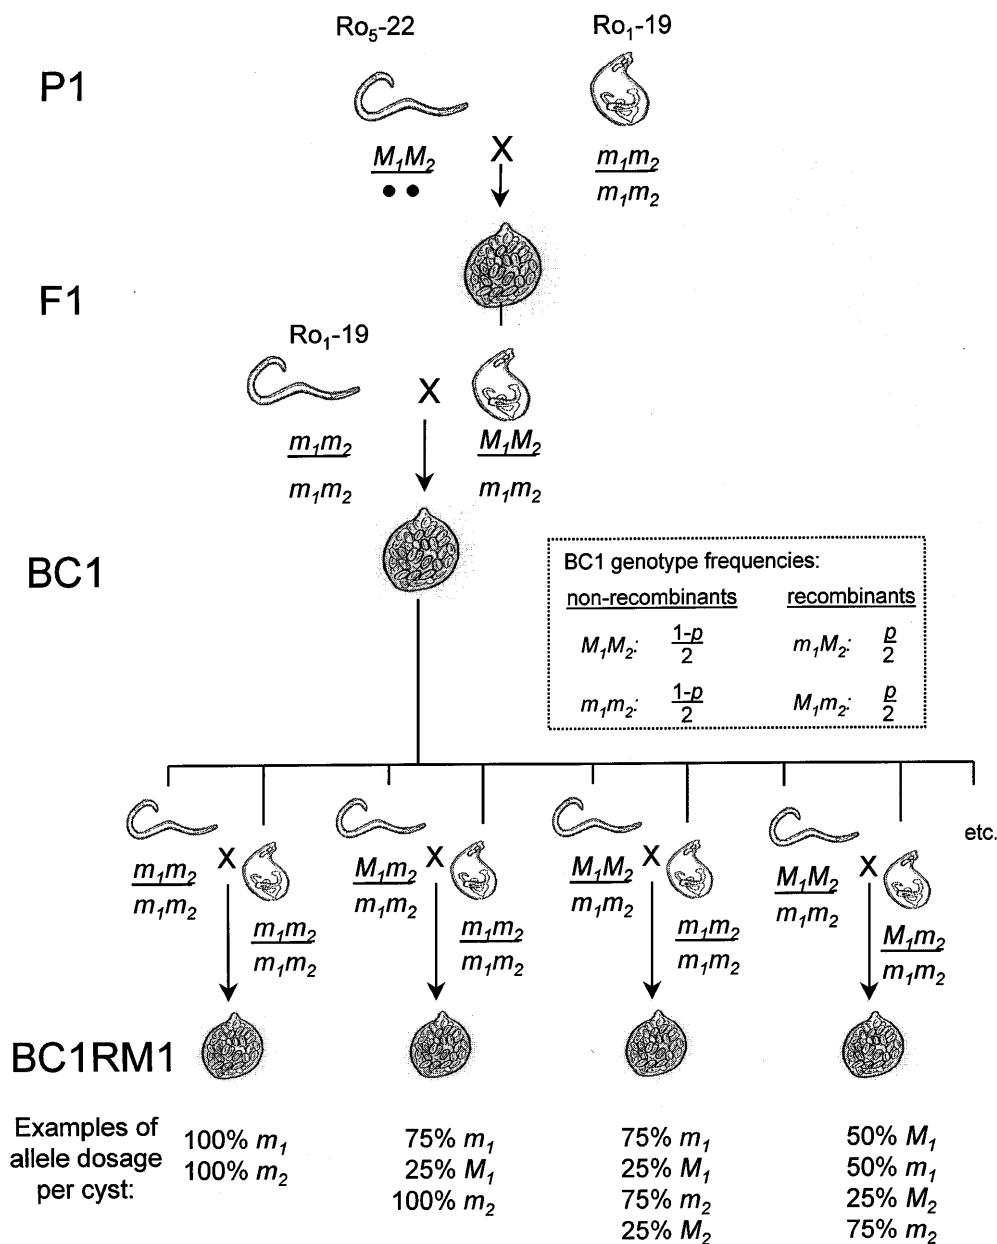 Ro5-22
Ro1-19
P1
M1M2
X
m1m2
● ●
m1m2
F1
Ro1-19
X
m1m2
M1M2
m1m2
m1m2
BC1
BC1 genotype frequencies:
non-recombinants
recombinants
M1M2: 1-p/2
m1M2: p/2
m1m2: 1-p/2
M1m2: p/2
etc.
m1m2
m1m2
X
m1m2
m1m2
M1m2
m1m2
X
m1m2
m1m2
M1M2
m1m2
X
m1m2
m1m2
M1M2
m1m2
X
M1m2
m1m2
BC1RM1
Examples of
allele dosage
per cyst:
100% m1
100% m2
75% m1
25% M1
100% m2
75% m1
25% M1
75% m2
25% M2
50% M1
50% m1
25% M2
75% m2